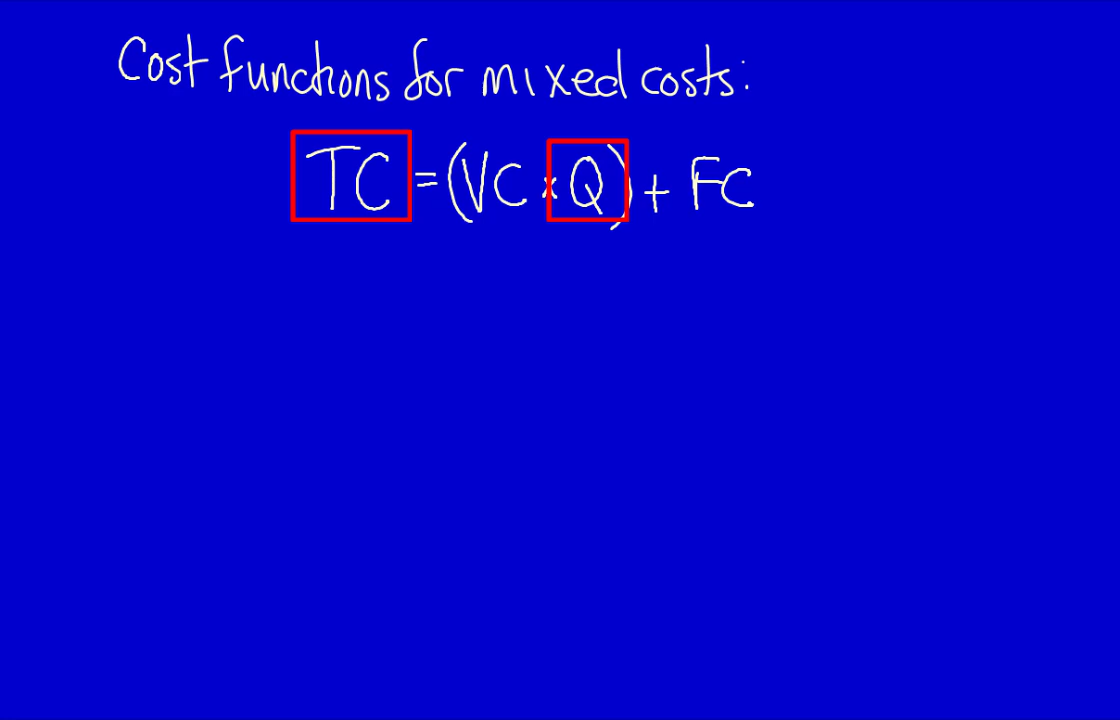 Cost functions for mixed costs:
TC = (VC x Q) + FC